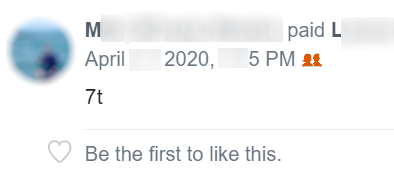 M paid L
April 2020, 5 PM
7t
Be the first to like this.